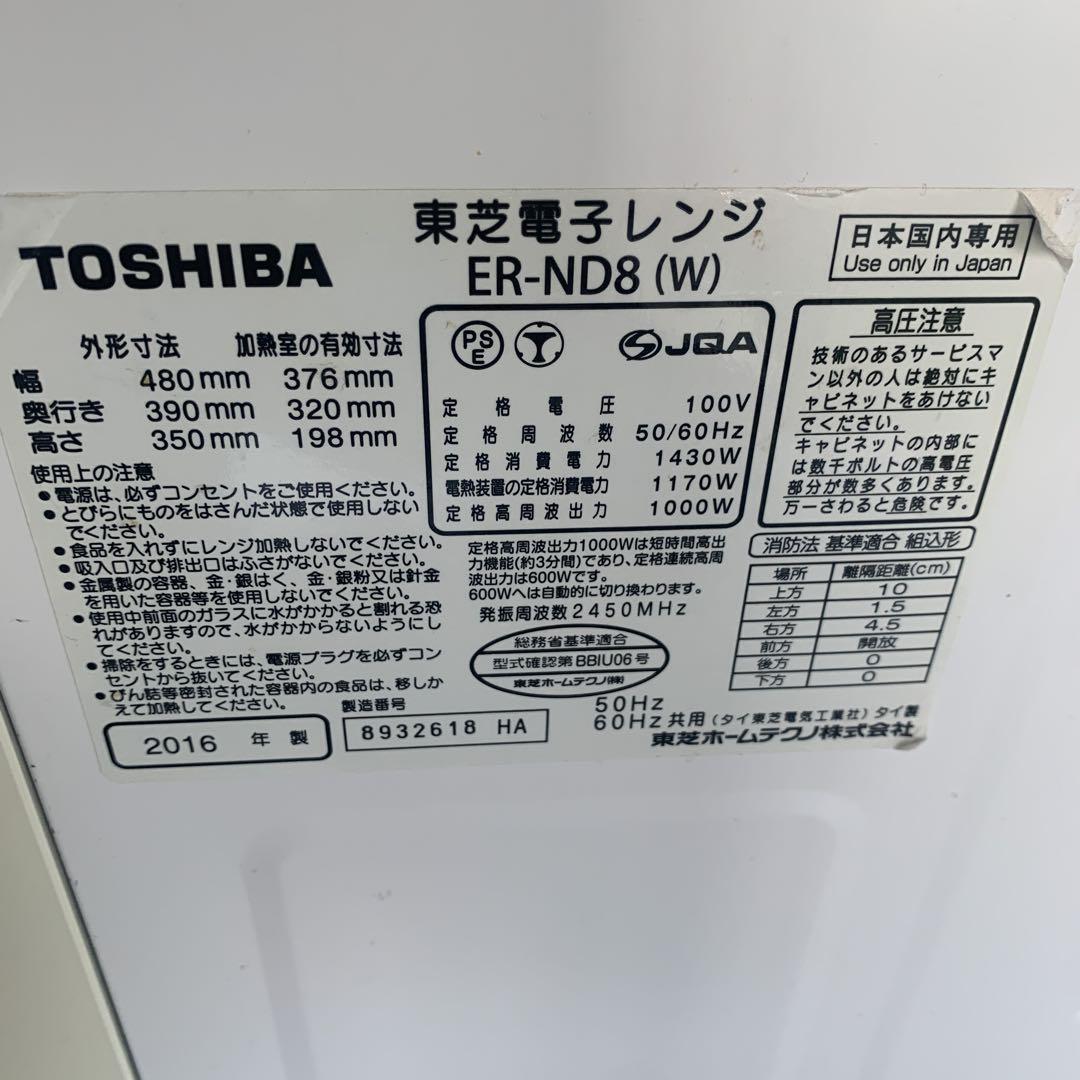 東芝電子レンジ
TOSHIBA
ER-ND8 (W)
日本国内専用
Use only in Japan
外形寸法 加熱室の有効寸法
幅 480mm 376mm
奥行き 390mm 320mm
高さ 350mm 198mm
使用上の注意
●電源は、必ずコンセントをご使用ください。
●とびらにものをはさんだ状態で使用しない
でください。
●食品を入れずにレンジ加熱しないでください。
●吸入口及び排出口はふさがないでください。
●金属製の容器、金・銀はく、金・銀粉又は針金
を用いた容器等を使用しないでください。
●使用中前面のガラスに水がかかると割れる恐
れがありますので、水がかからないようにし
てください。
●掃除をするときには、電源プラグを必ずコン
セントから抜いてください。
●びん詰等密封された容器内の食品は、移しか
えて加熱してください。
2016 年製
製造番号
8932618 HA
PSE
JQA
定格電圧 100V
定格周波数 50/60Hz
定格消費電力 1430W
電熱装置の定格消費電力 1170W
定格高周波出力 1000W
定格高周波出力1000Wは短時間高出
力機能(約3分間)であり、定格連続高周
波出力は600Wです。
600Wへは自動的に切り換わります。
発振周波数2450MHz
総務省基準適合
型式確認第BBIU06号
東芝ホームテクノ(株)
50Hz
60Hz 共用 (タイ東芝電気工業社) タイ製
東芝ホームテクノ株式会社
高圧注意
技術のあるサービスマ
ン以外の人は絶対にキ
ャビネットをあけない
でください。
キャビネットの内部に
は数千ボルトの高電圧
部分が数多くあります。
万一さわると危険です。
消防法 基準適合 組込形
場所 離隔距離(cm)
上方 10
左方 1.5
右方 4.5
前方 開放
後方 0
下方 0